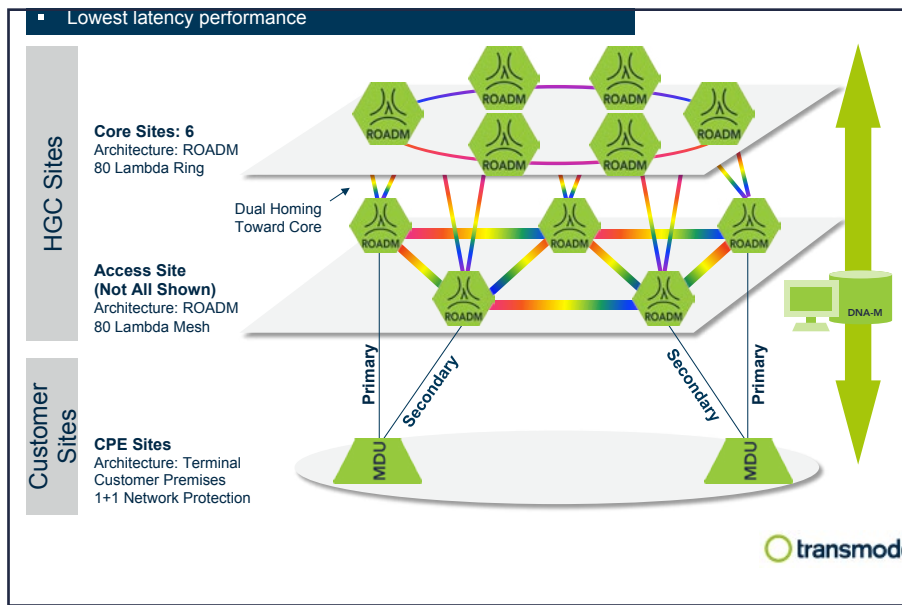 ▪ Lowest latency performance
HGC Sites
Core Sites: 6
Architecture: ROADM
80 Lambda Ring
ROADM
ROADM
ROADM
ROADM
ROADM
ROADM
Dual Homing
Toward Core
ROADM
ROADM
ROADM
Access Site
(Not All Shown)
Architecture: ROADM
80 Lambda Mesh
ROADM
ROADM
DNA-M
Primary
Secondary
Secondary
Primary
Customer
Sites
CPE Sites
Architecture: Terminal
Customer Premises
1+1 Network Protection
MDU
MDU
transmode